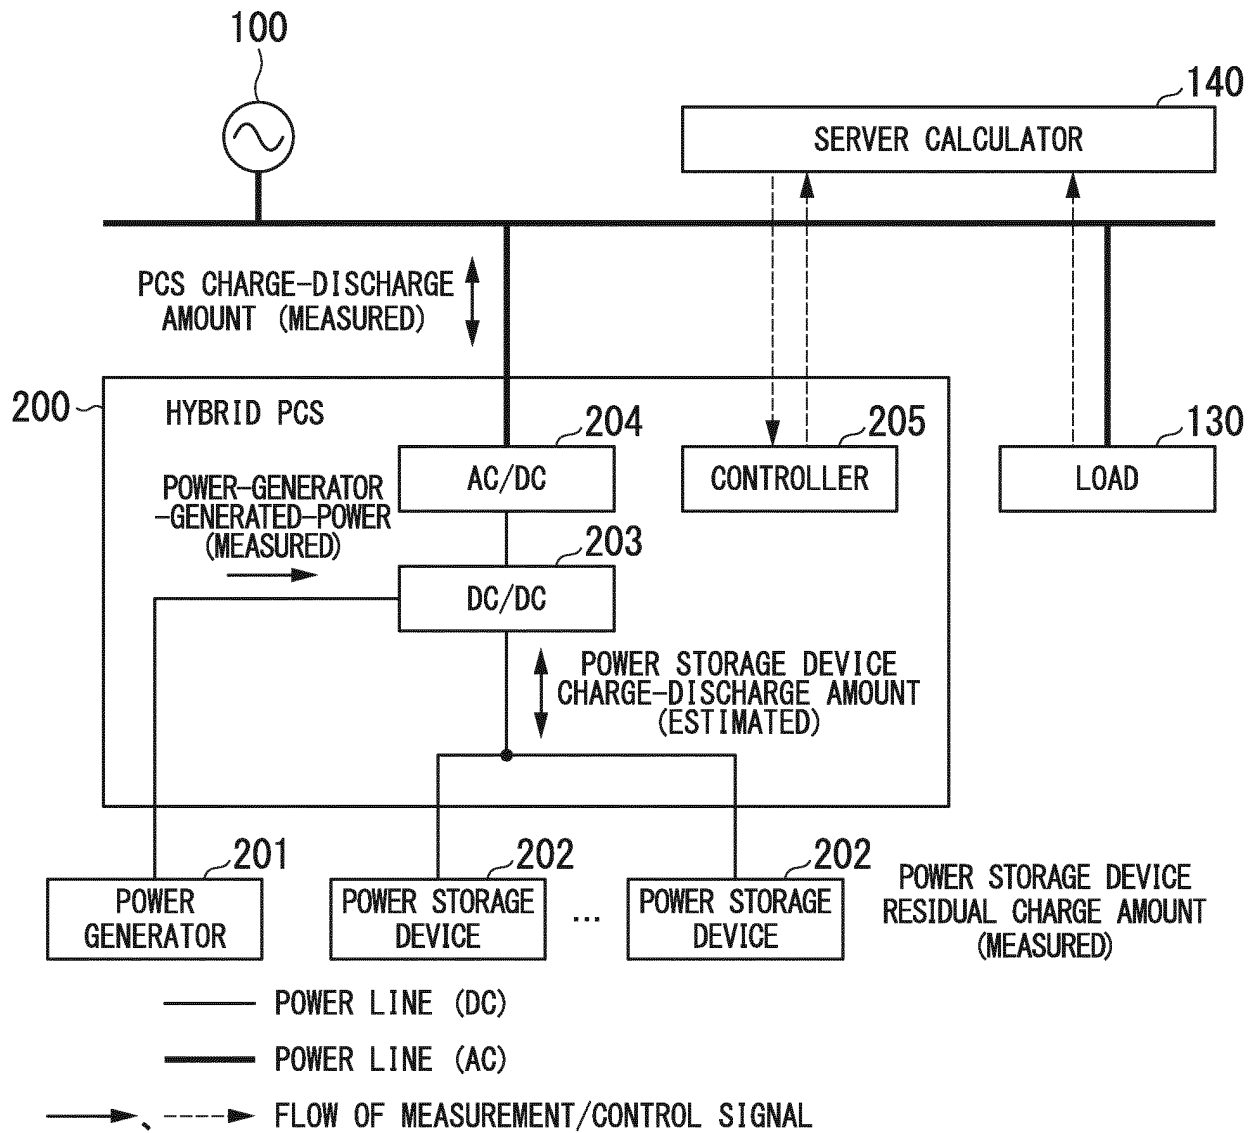 100
140
SERVER CALCULATOR
PCS CHARGE-DISCHARGE
AMOUNT (MEASURED)
200
HYBRID PCS
204
205
130
AC/DC
CONTROLLER
LOAD
POWER-GENERATOR
-GENERATED-POWER
(MEASURED)
203
DC/DC
POWER STORAGE DEVICE
CHARGE-DISCHARGE AMOUNT
(ESTIMATED)
201
202
202
POWER
GENERATOR
POWER STORAGE
DEVICE
...
POWER STORAGE
DEVICE
POWER STORAGE DEVICE
RESIDUAL CHARGE AMOUNT
(MEASURED)
POWER LINE (DC)
POWER LINE (AC)
、 FLOW OF MEASUREMENT/CONTROL SIGNAL